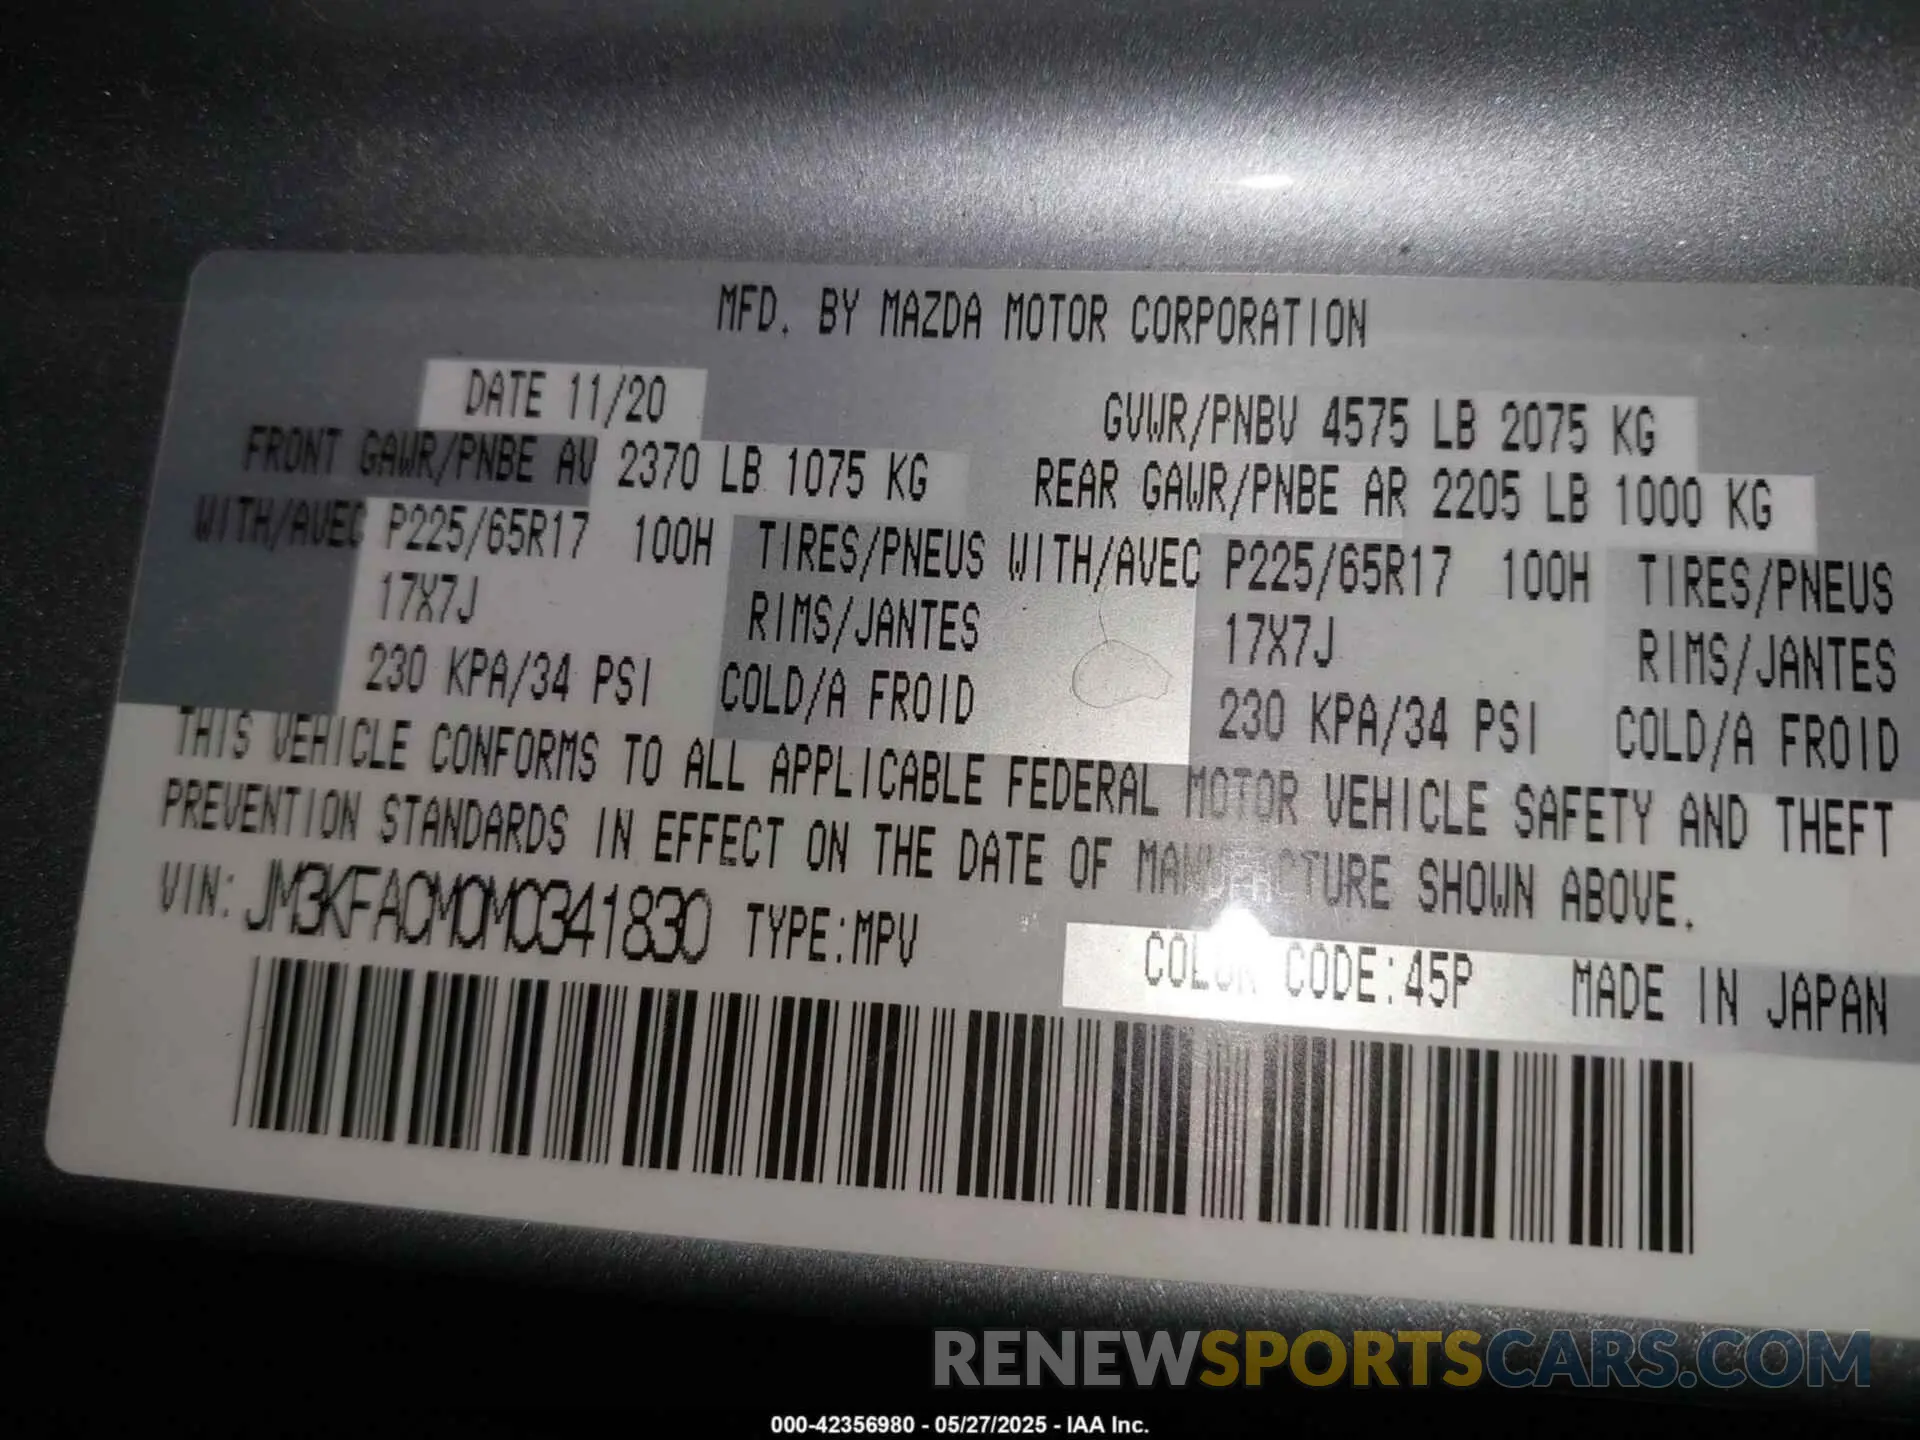 MFD. BY MAZDA MOTOR CORPORATION
DATE 11/20 GVWR/PNBV 4575 LB 2075 KG
FRONT GAWR/PNBE AV 2370 LB 1075 KG REAR GAWR/PNBE AR 2205 LB 1000 KG
WITH/AVEC P225/65R17 100H TIRES/PNEUS WITH/AVEC P225/65R17 100H TIRES/PNEUS
17X7J RIMS/JANTES 17X7J RIMS/JANTES
230 KPA/34 PSI COLD/A FROID 230 KPA/34 PSI COLD/A FROID
THIS VEHICLE CONFORMS TO ALL APPLICABLE FEDERAL MOTOR VEHICLE SAFETY AND THEFT
PREVENTION STANDARDS IN EFFECT ON THE DATE OF MANUFACTURE SHOWN ABOVE.
VIN: JM3KFACM0M0341830 TYPE:MPV
COLOR CODE:45P MADE IN JAPAN
RENEWSPORTSCARS.COM
000-42356980 - 05/27/2025 - IAA Inc.